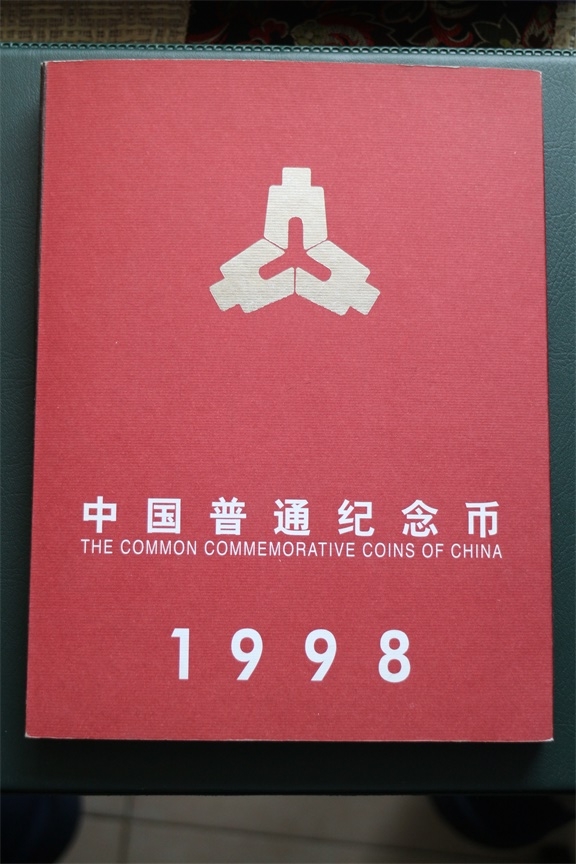 中国普通纪念币
THE COMMON COMMEMORATIVE COINS OF CHINA
1998